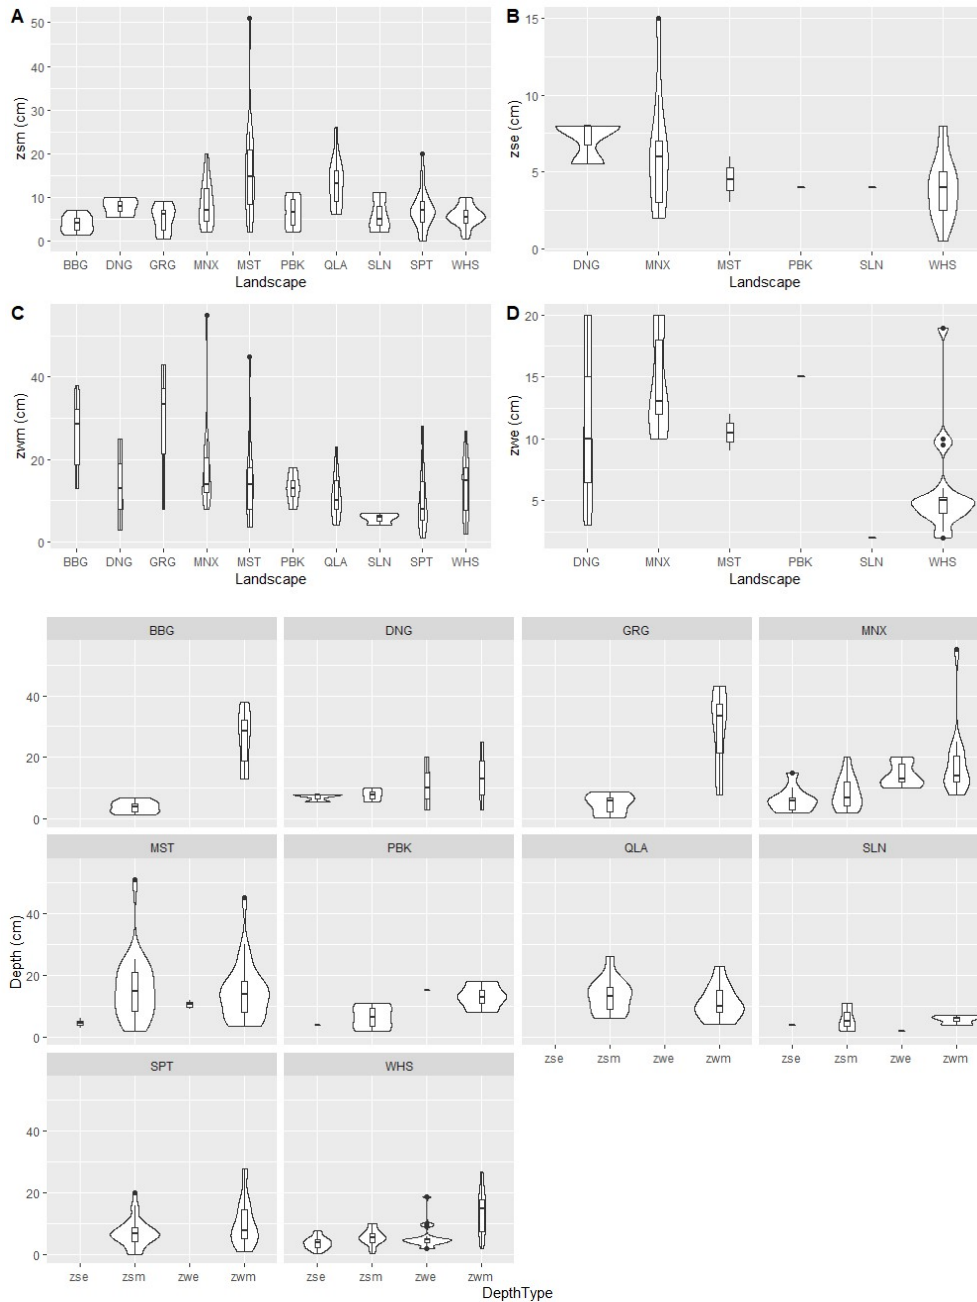 A
zsm (cm)
50
40
30
20
10
0
BBG DNG GRG MNX MST PBK QLA SLN SPT WHS
Landscape
B
zse (cm)
15
10
5
0
DNG MNX MST PBK SLN WHS
Landscape
C
zwm (cm)
40
20
0
BBG DNG GRG MNX MST PBK QLA SLN SPT WHS
Landscape
D
zwe (cm)
20
15
10
5
DNG MNX MST PBK SLN WHS
Landscape
Depth (cm)
BBG DNG GRG MNX
40
20
0
MST PBK QLA SLN
40
20
0
zse zsm zwe zwm zse zsm zwe zwm
SPT WHS
40
20
0
zse zsm zwe zwm zse zsm zwe zwm
DepthType